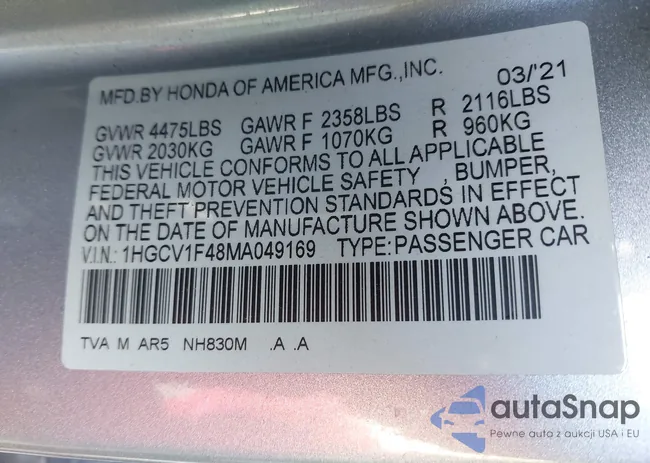 MFD.BY HONDA OF AMERICA MFG.,INC. 03/'21
GVWR 4475LBS GAWR F 2358LBS R 2116LBS
GVWR 2030KG GAWR F 1070KG R 960KG
THIS VEHICLE CONFORMS TO ALL APPLICABLE
FEDERAL MOTOR VEHICLE SAFETY , BUMPER,
AND THEFT PREVENTION STANDARDS IN EFFECT
ON THE DATE OF MANUFACTURE SHOWN ABOVE.
V.I.N.: 1HGCV1F48MA049169 TYPE:PASSENGER CAR
TVA M AR5 NH830M .A .A
autoSnap
Pewne auta z aukcji USA i EU